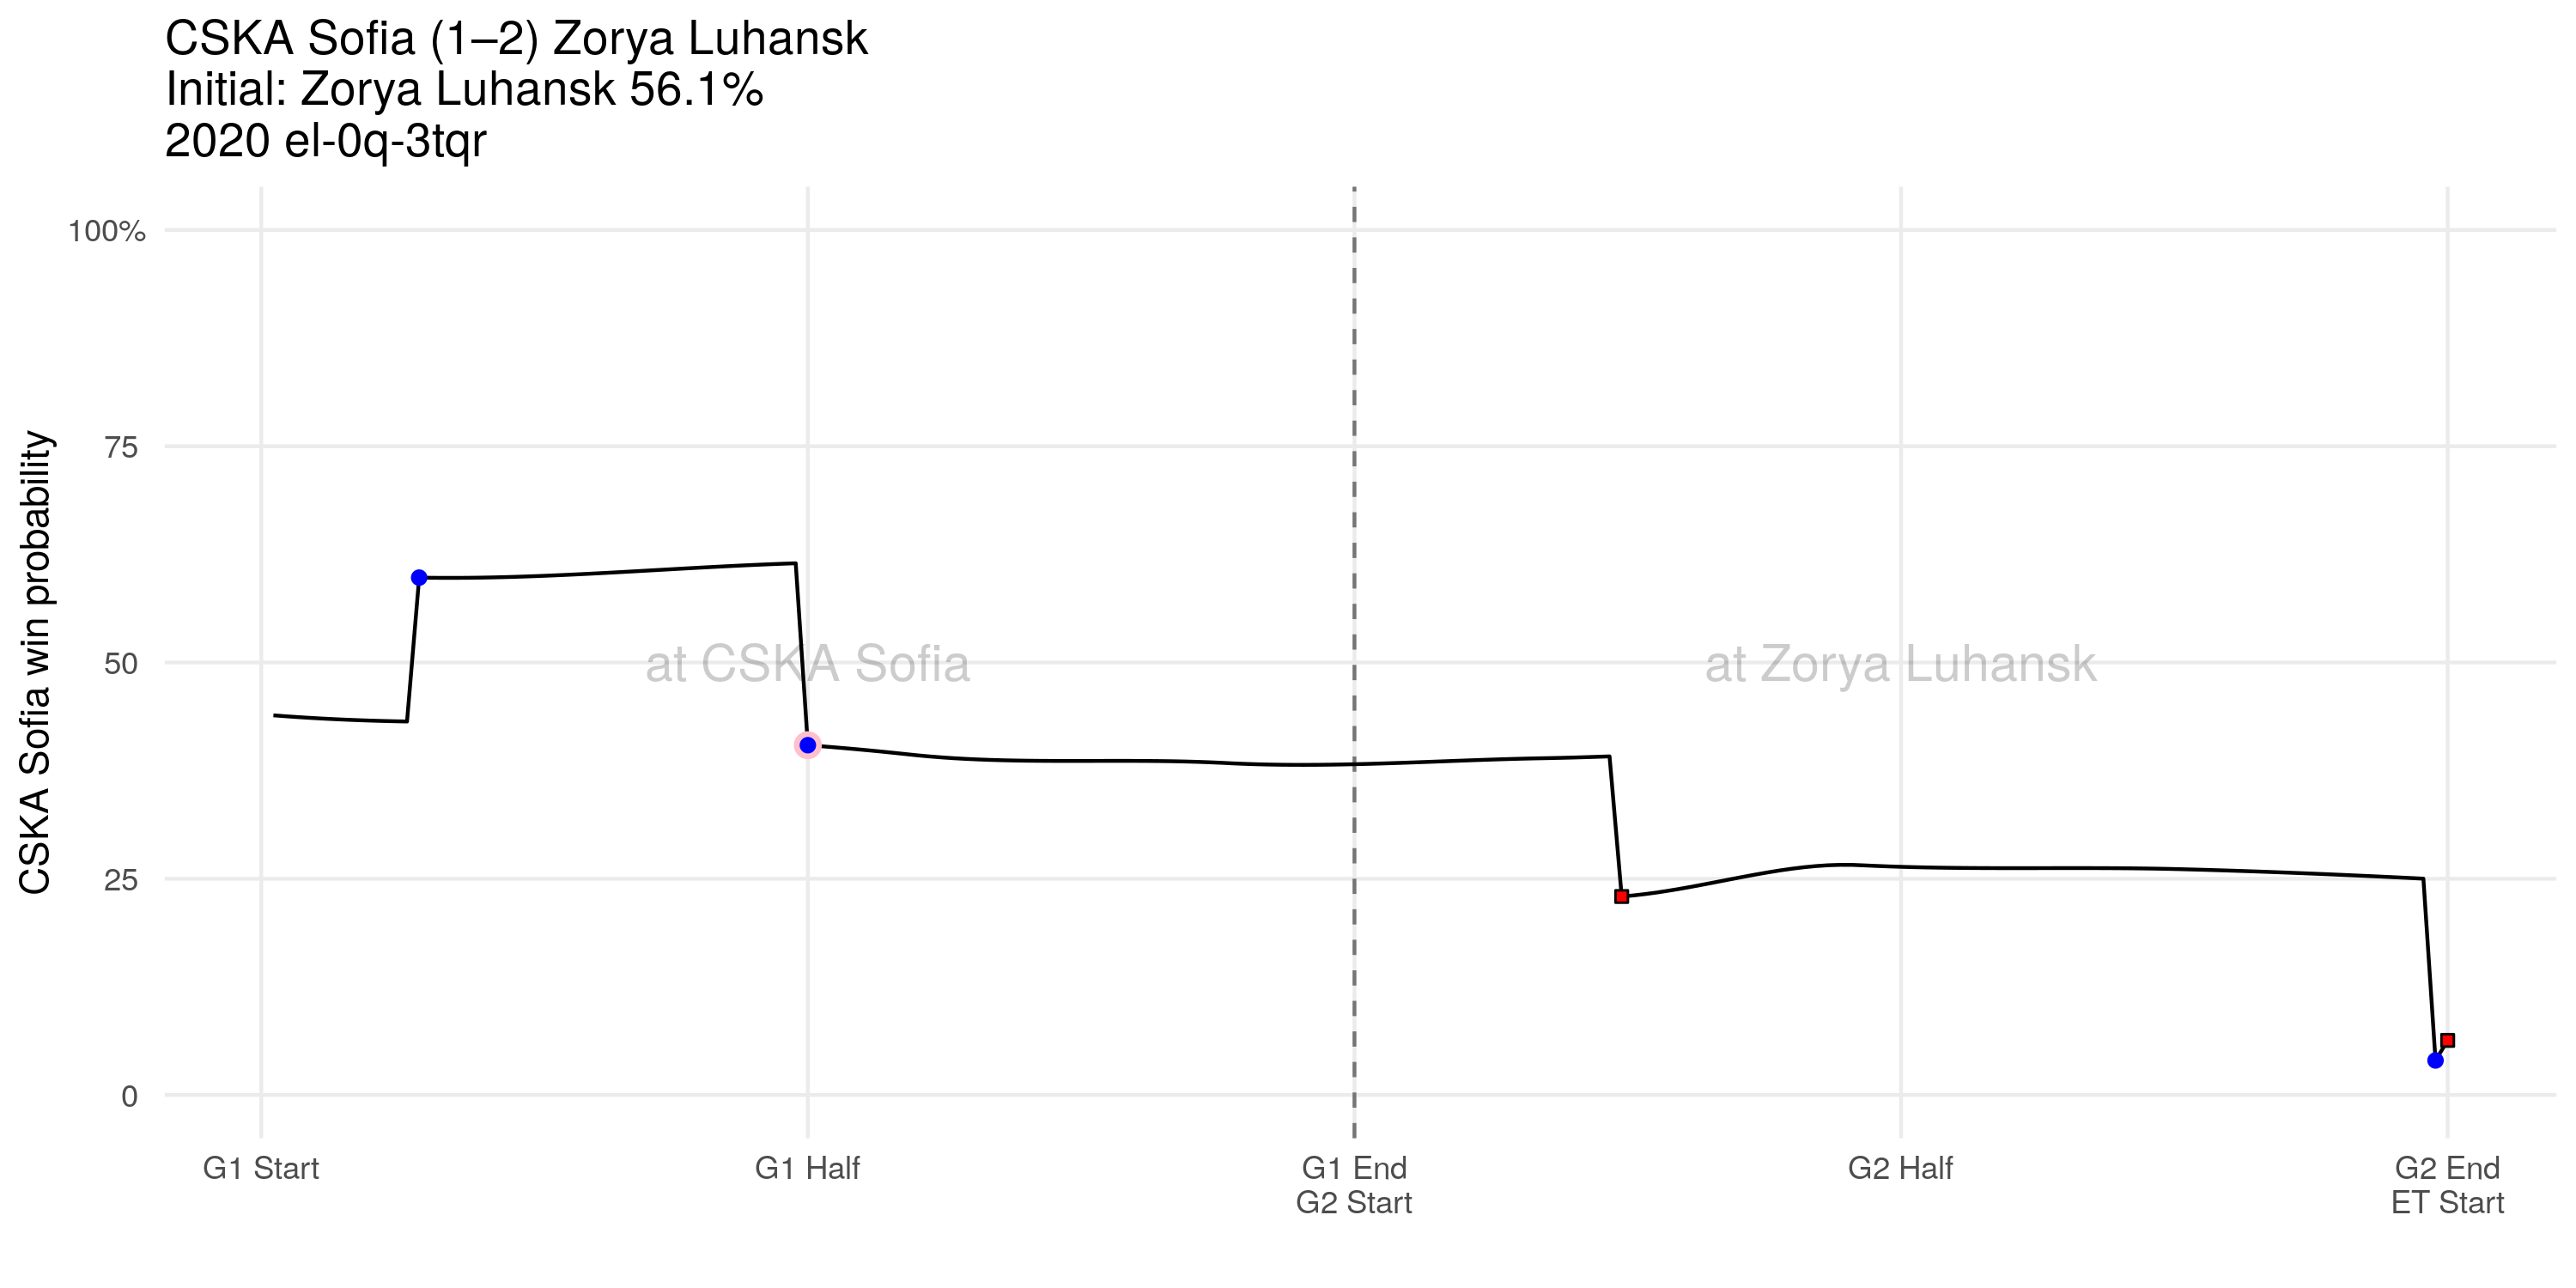 CSKA Sofia (1–2) Zorya Luhansk
Initial: Zorya Luhansk 56.1%
2020 el-0q-3tqr
CSKA Sofia win probability
100%
75
50
25
0
at CSKA Sofia
at Zorya Luhansk
G1 Start
G1 Half
G1 End
G2 Start
G2 Half
G2 End
ET Start